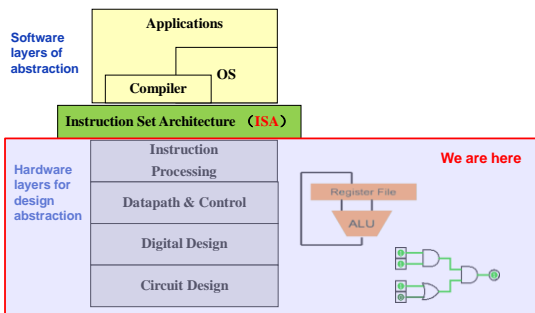 Software
layers of
abstraction
Applications
OS
Compiler
Instruction Set Architecture （ISA）
We are here
Hardware
layers for
design
abstraction
Instruction
Processing
Datapath & Control
Digital Design
Circuit Design
Register File
ALU